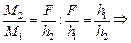 M₂/M₁ = F/h₂ : F/h₁ = h₁/h₂ ⇒